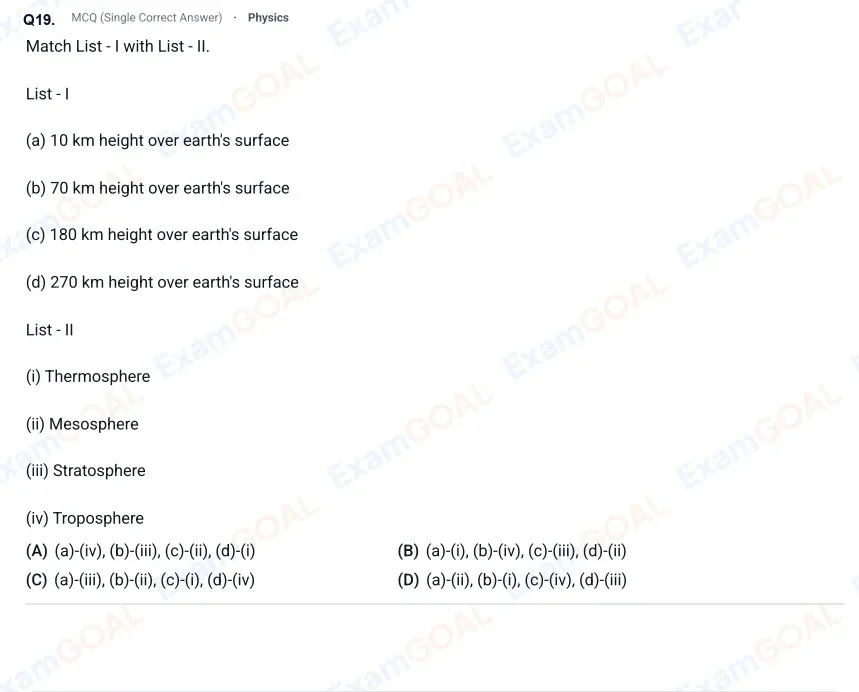 Q19. MCQ (Single Correct Answer) · Physics
Match List - I with List - II.
List - I
(a) 10 km height over earth's surface
(b) 70 km height over earth's surface
(c) 180 km height over earth's surface
(d) 270 km height over earth's surface
List - II
(i) Thermosphere
(ii) Mesosphere
(iii) Stratosphere
(iv) Troposphere
(A) (a)-(iv), (b)-(iii), (c)-(ii), (d)-(i) (B) (a)-(i), (b)-(iv), (c)-(iii), (d)-(ii)
(C) (a)-(iii), (b)-(ii), (c)-(i), (d)-(iv) (D) (a)-(ii), (b)-(i), (c)-(iv), (d)-(iii)
ExamGOAL